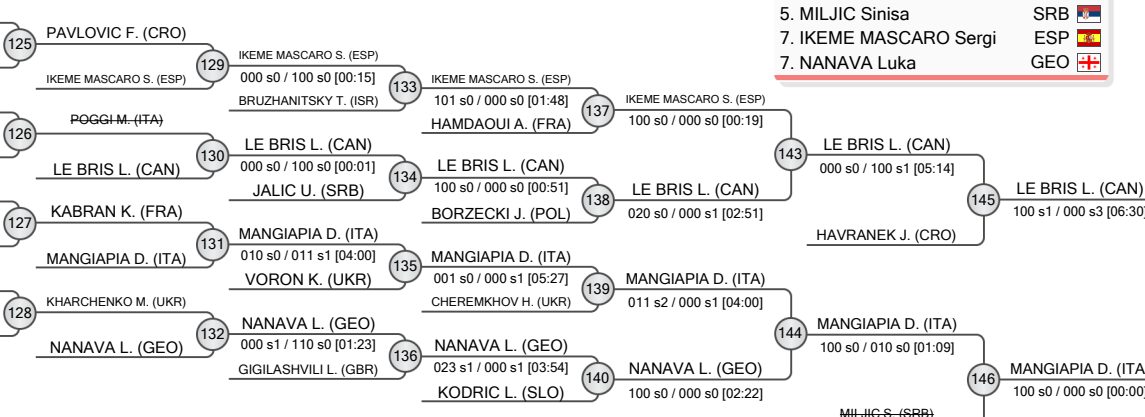 5. MILJIC Sinisa SRB
7. IKEME MASCARO Sergi ESP
7. NANAVA Luka GEO
125
PAVLOVIC F. (CRO)
IKEME MASCARO S. (ESP)
126
POGGI M. (ITA)
LE BRIS L. (CAN)
127
KABRAN K. (FRA)
MANGIAPIA D. (ITA)
128
KHARCHENKO M. (UKR)
NANAVA L. (GEO)
129
IKEME MASCARO S. (ESP)
000 s0 / 100 s0 [00:15]
BRUZHANITSKY T. (ISR)
130
LE BRIS L. (CAN)
000 s0 / 100 s0 [00:01]
JALIC U. (SRB)
131
MANGIAPIA D. (ITA)
010 s0 / 011 s1 [04:00]
VORON K. (UKR)
132
NANAVA L. (GEO)
000 s1 / 110 s0 [01:23]
GIGILASHVILI L. (GBR)
133
IKEME MASCARO S. (ESP)
101 s0 / 000 s0 [01:48]
HAMDAOUI A. (FRA)
134
LE BRIS L. (CAN)
100 s0 / 000 s0 [00:51]
BORZECKI J. (POL)
135
MANGIAPIA D. (ITA)
001 s0 / 000 s1 [05:27]
CHEREMKHOV H. (UKR)
136
NANAVA L. (GEO)
023 s1 / 000 s1 [03:54]
KODRIC L. (SLO)
137
IKEME MASCARO S. (ESP)
100 s0 / 000 s0 [00:19]
138
LE BRIS L. (CAN)
020 s0 / 000 s1 [02:51]
139
MANGIAPIA D. (ITA)
011 s2 / 000 s1 [04:00]
140
NANAVA L. (GEO)
100 s0 / 000 s0 [02:22]
143
LE BRIS L. (CAN)
000 s0 / 100 s1 [05:14]
HAVRANEK J. (CRO)
144
MANGIAPIA D. (ITA)
100 s0 / 010 s0 [01:09]
MILJIC S. (SRB)
145
LE BRIS L. (CAN)
100 s1 / 000 s3 [06:30]
146
MANGIAPIA D. (ITA
100 s0 / 000 s0 [00:00]